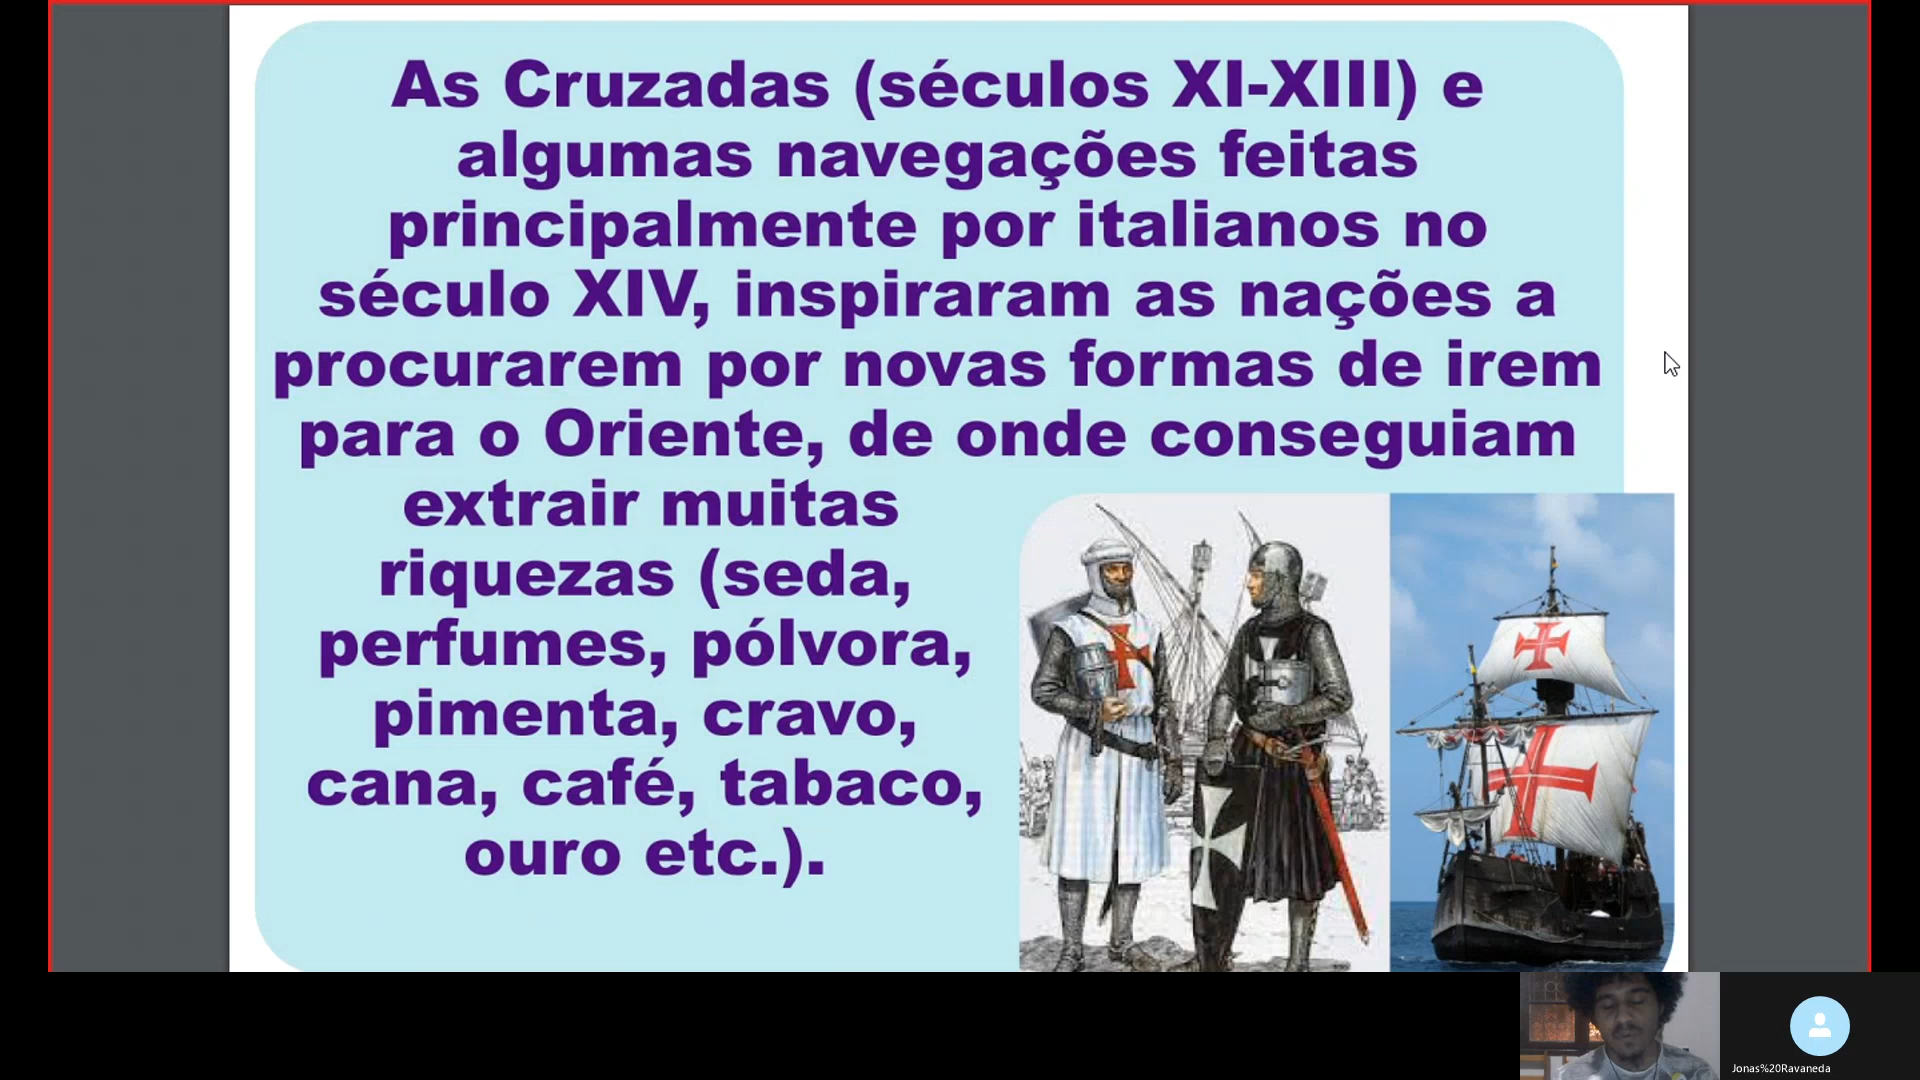 As Cruzadas (séculos XI-XIII) e
algumas navegações feitas
principalmente por italianos no
século XIV, inspiraram as nações a
procurarem por novas formas de irem
para o Oriente, de onde conseguiam
extrair muitas
riquezas (seda,
perfumes, pólvora,
pimenta, cravo,
cana, café, tabaco,
ouro etc.).
Jonas%20Ravaneda